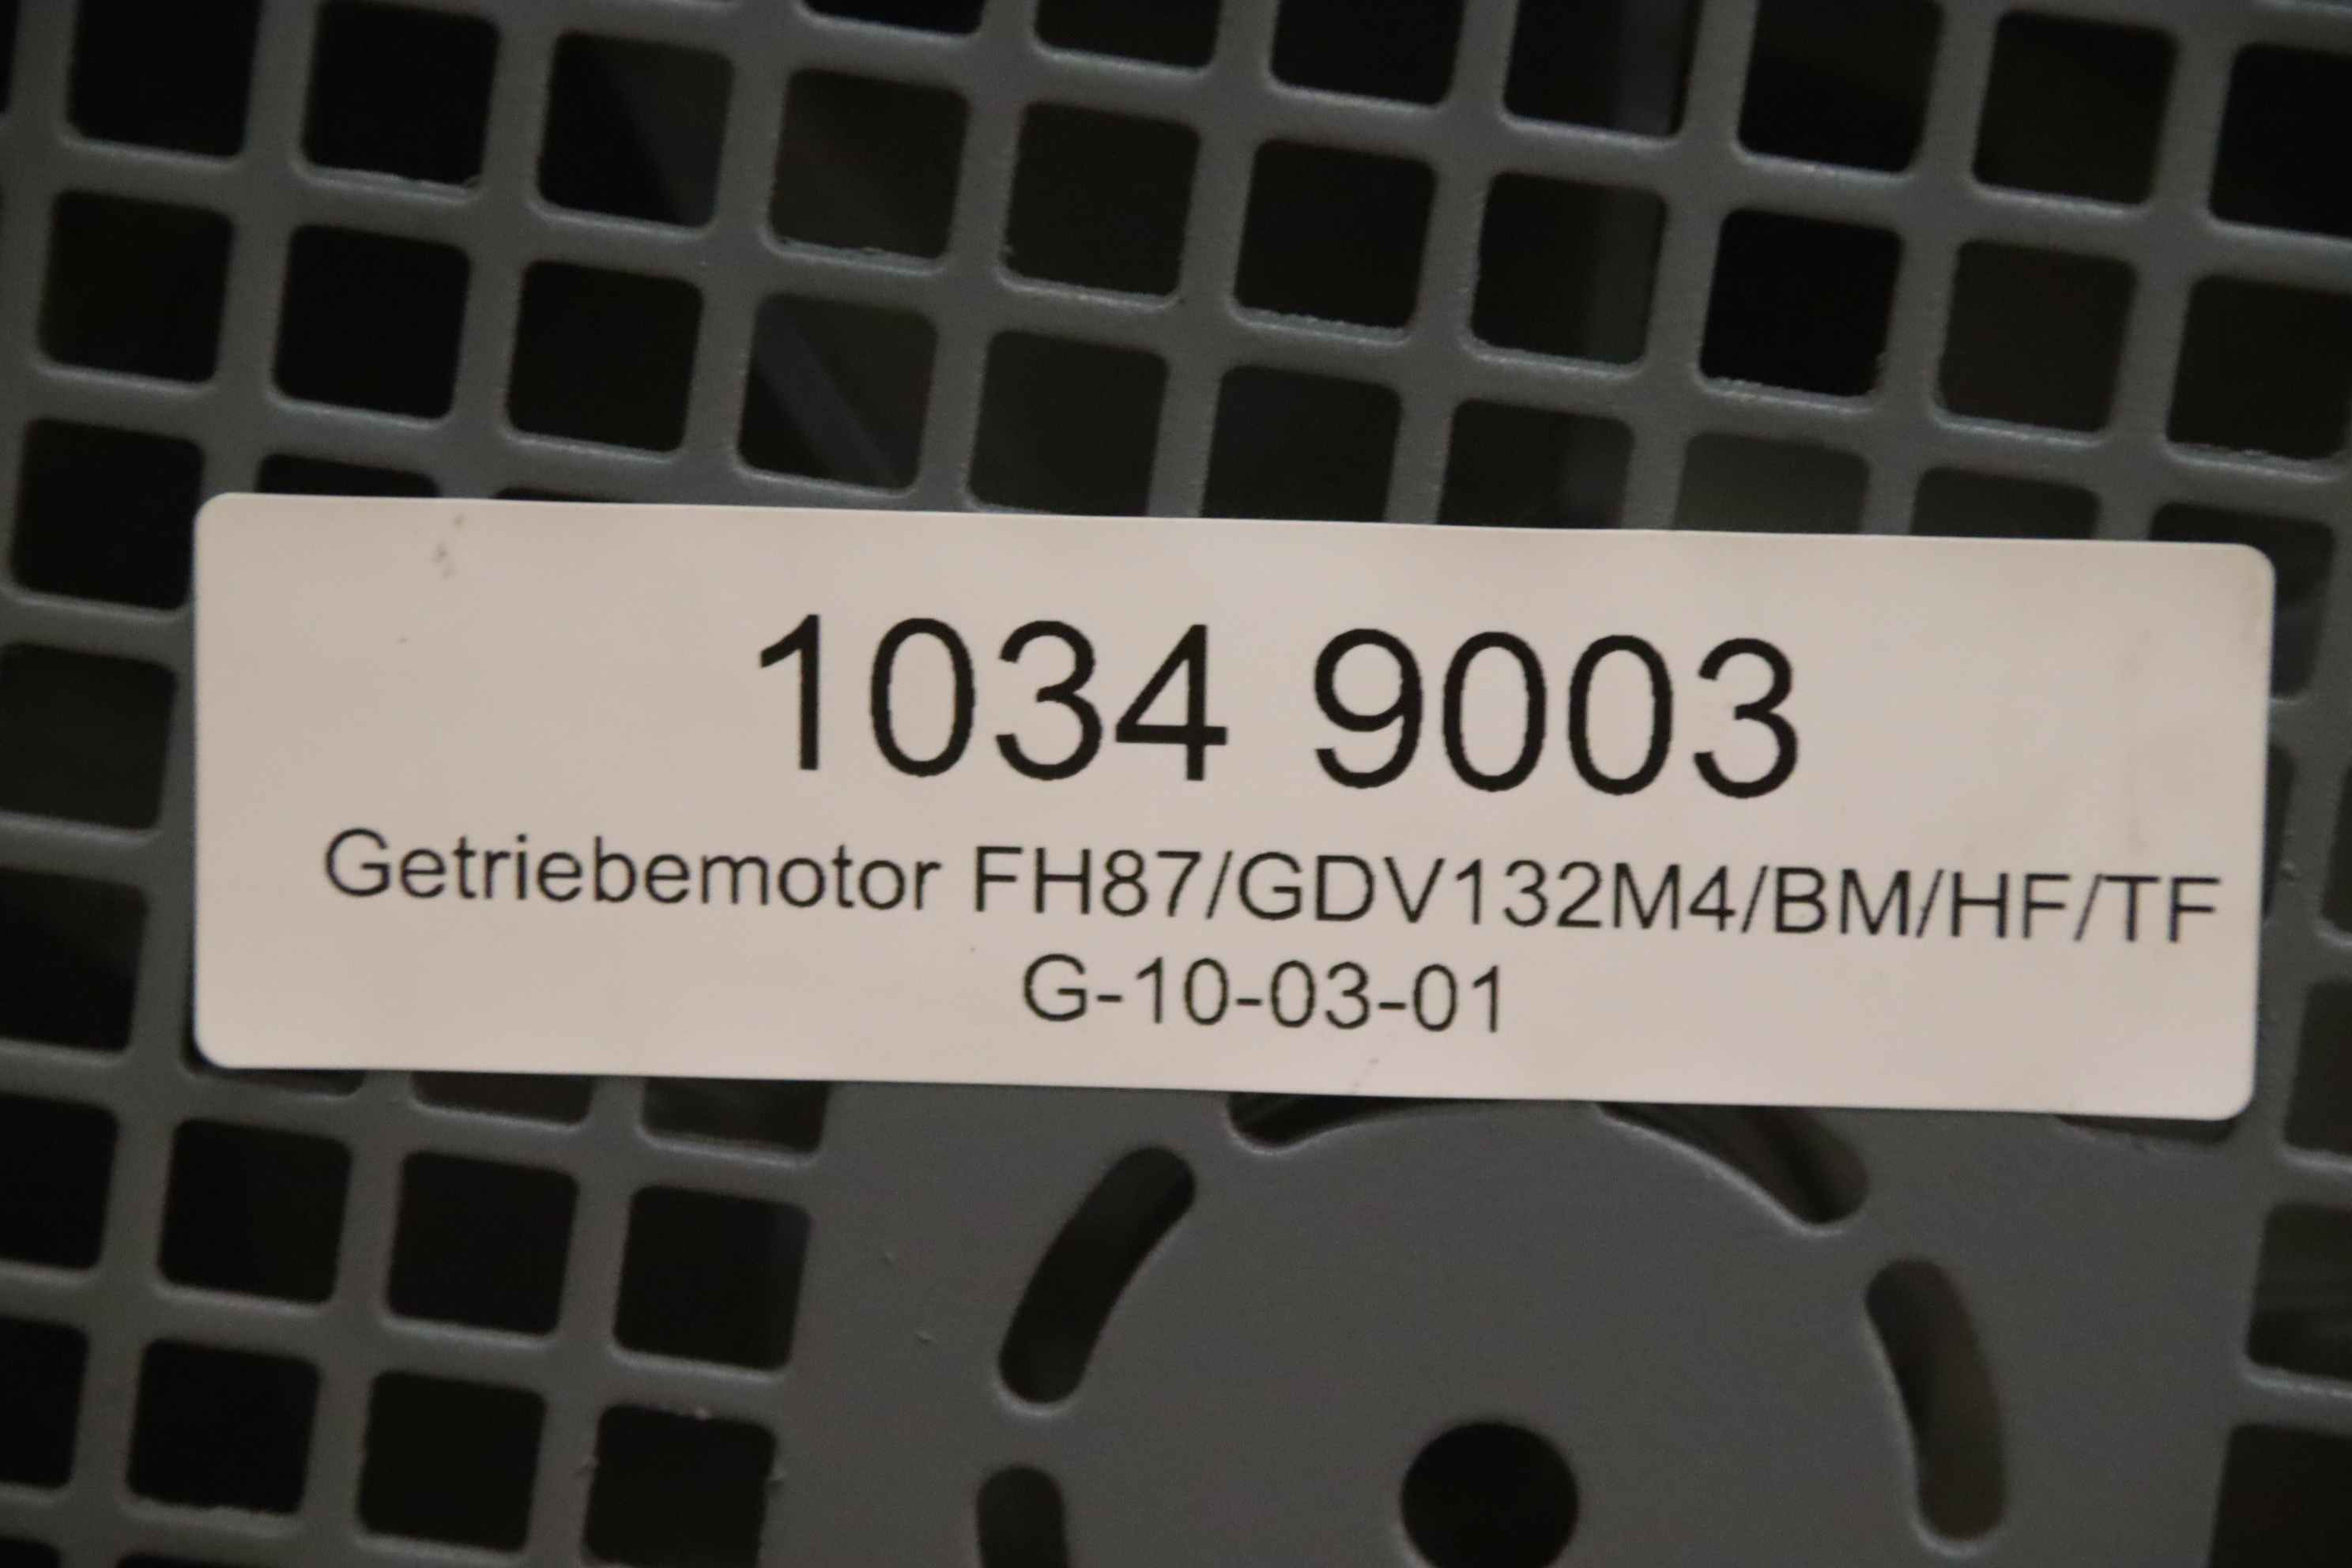 1034 9003
Getriebemotor FH87/GDV132M4/BM/HF/TF
G-10-03-01